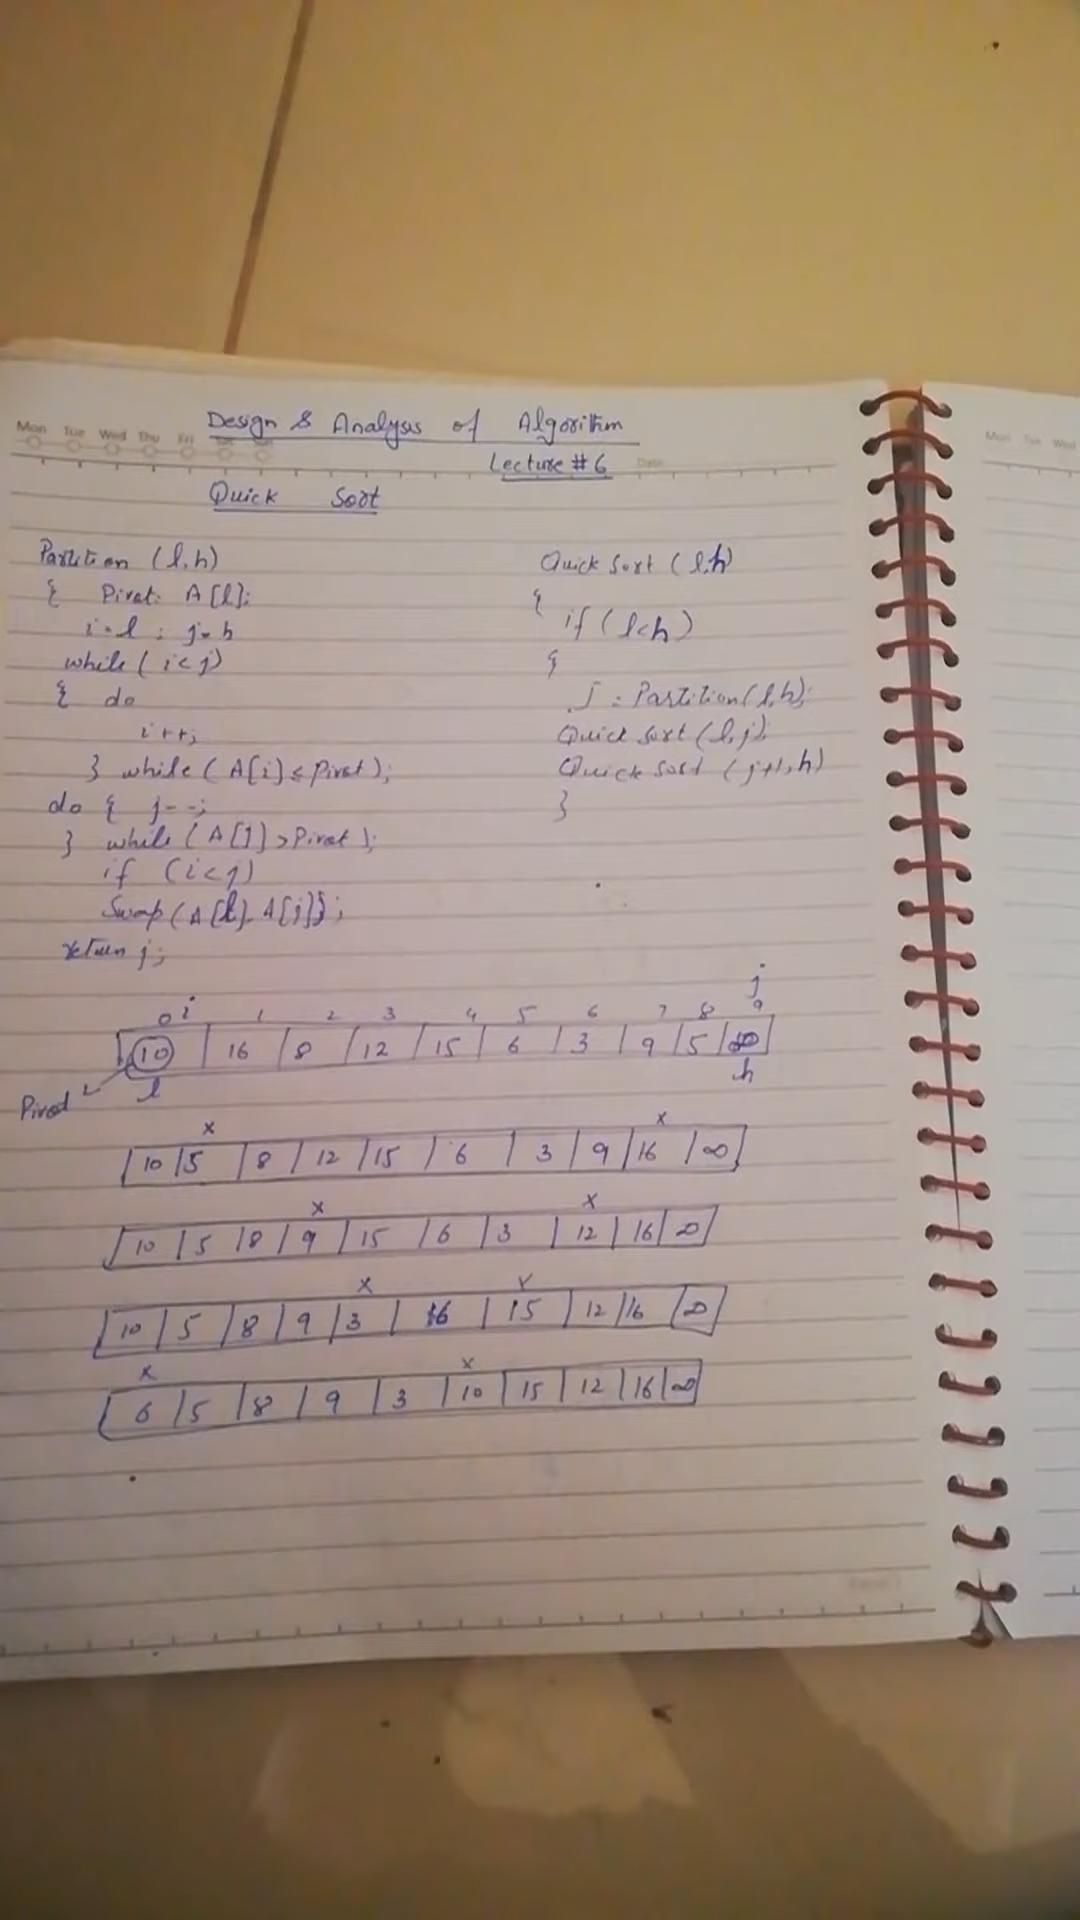 Design & Analysis of Algorithm
Mon Tue Wed Thu Fri
Lecture # 6
Quick Sort
Partition (l,h)
{ Pivot: A[l];
i=l ; j=h
while ( i<j)
{ do
i++;
} while ( A[i] ≤ Pivot);
do { j--;
} while (A[j] >Pivot);
if (i<j)
Swap (A[l], A[j]);
return j;
Quick Sort (l,h)
{
if (l<h)
{
j = Partition(l,h);
Quick Sort (l,j);
Quick Sort (j+1,h)
}
j
0 i 1 2 3 4 5 6 7 8 9
10 16 8 12 15 6 3 9 5 ∞
Pivot l h
x x
10 5 8 12 15 6 3 9 16 ∞
x x
10 5 8 9 15 6 3 12 16 ∞
x x
10 5 8 9 3 6 15 12 16 ∞
x x
6 5 8 9 3 10 15 12 16 ∞
Mon Tue Wed